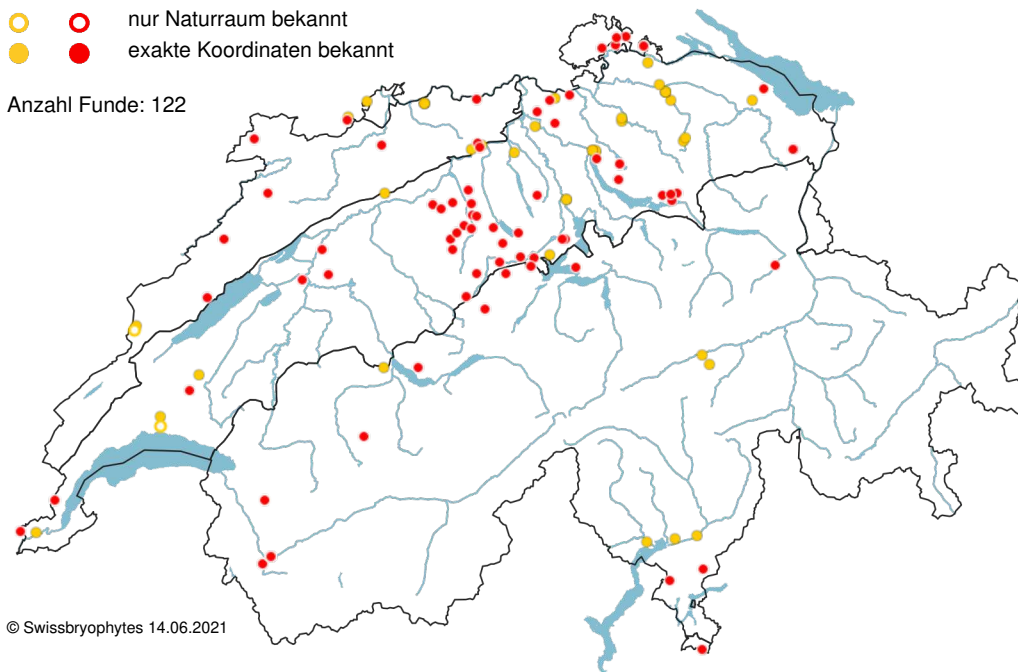 nur Naturraum bekannt
exakte Koordinaten bekannt
Anzahl Funde: 122
© Swissbryophytes 14.06.2021